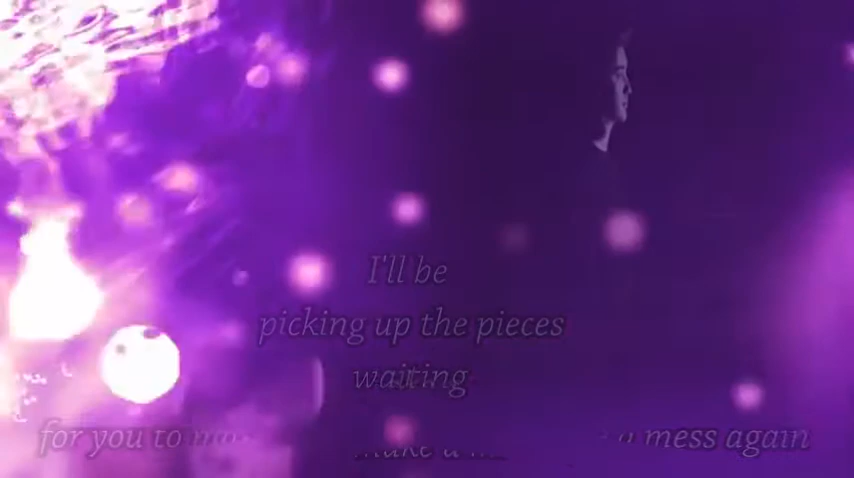 I'll be
picking up the pieces
waiting
for you to a mess again